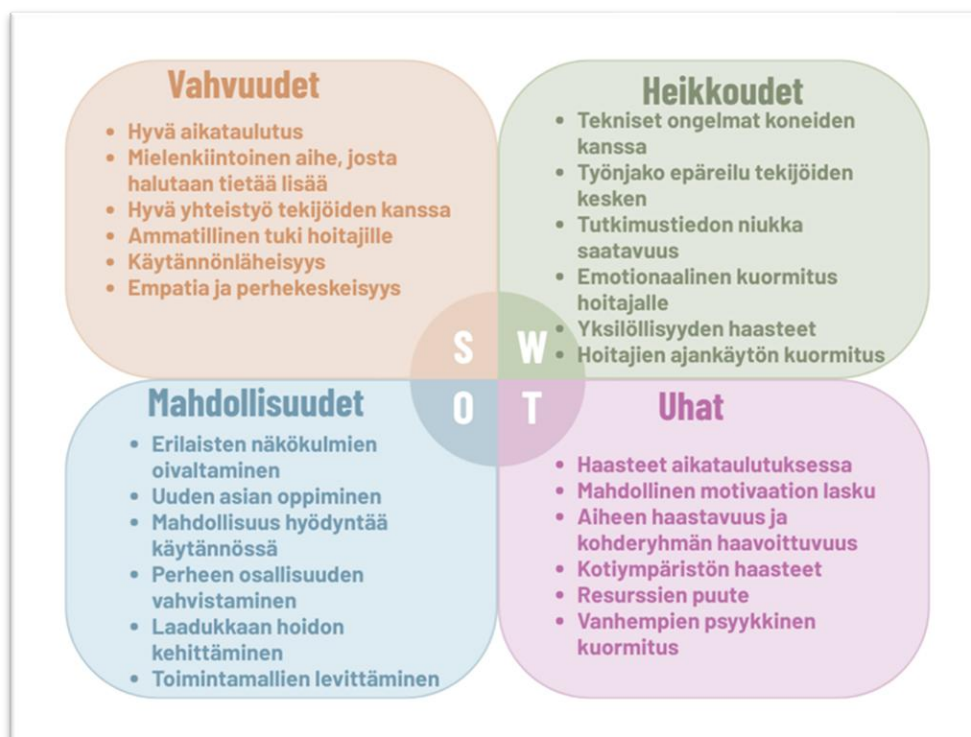 Vahvuudet
• Hyvä aikataulutus
• Mielenkiintoinen aihe, josta
halutaan tietää lisää
• Hyvä yhteistyö tekijöiden kanssa
• Ammatillinen tuki hoitajille
• Käytännönläheisyys
• Empatia ja perhekeskeisyys
Heikkoudet
• Tekniset ongelmat koneiden
kanssa
• Työnjako epäreilu tekijöiden
kesken
• Tutkimustiedon niukka
saatavuus
• Emotionaalinen kuormitus
hoitajalle
• Yksilöllisyyden haasteet
• Hoitajien ajankäytön kuormitus
S W
O T
Mahdollisuudet
• Erilaisten näkökulmien
oivaltaminen
• Uuden asian oppiminen
• Mahdollisuus hyödyntää
käytännössä
• Perheen osallisuuden
vahvistaminen
• Laadukkaan hoidon
kehittäminen
• Toimintamallien levittäminen
Uhat
• Haasteet aikataulutuksessa
• Mahdollinen motivaation lasku
• Aiheen haastavuus ja
kohderyhmän haavoittuvuus
• Kotiympäristön haasteet
• Resurssien puute
• Vanhempien psyykkinen
kuormitus